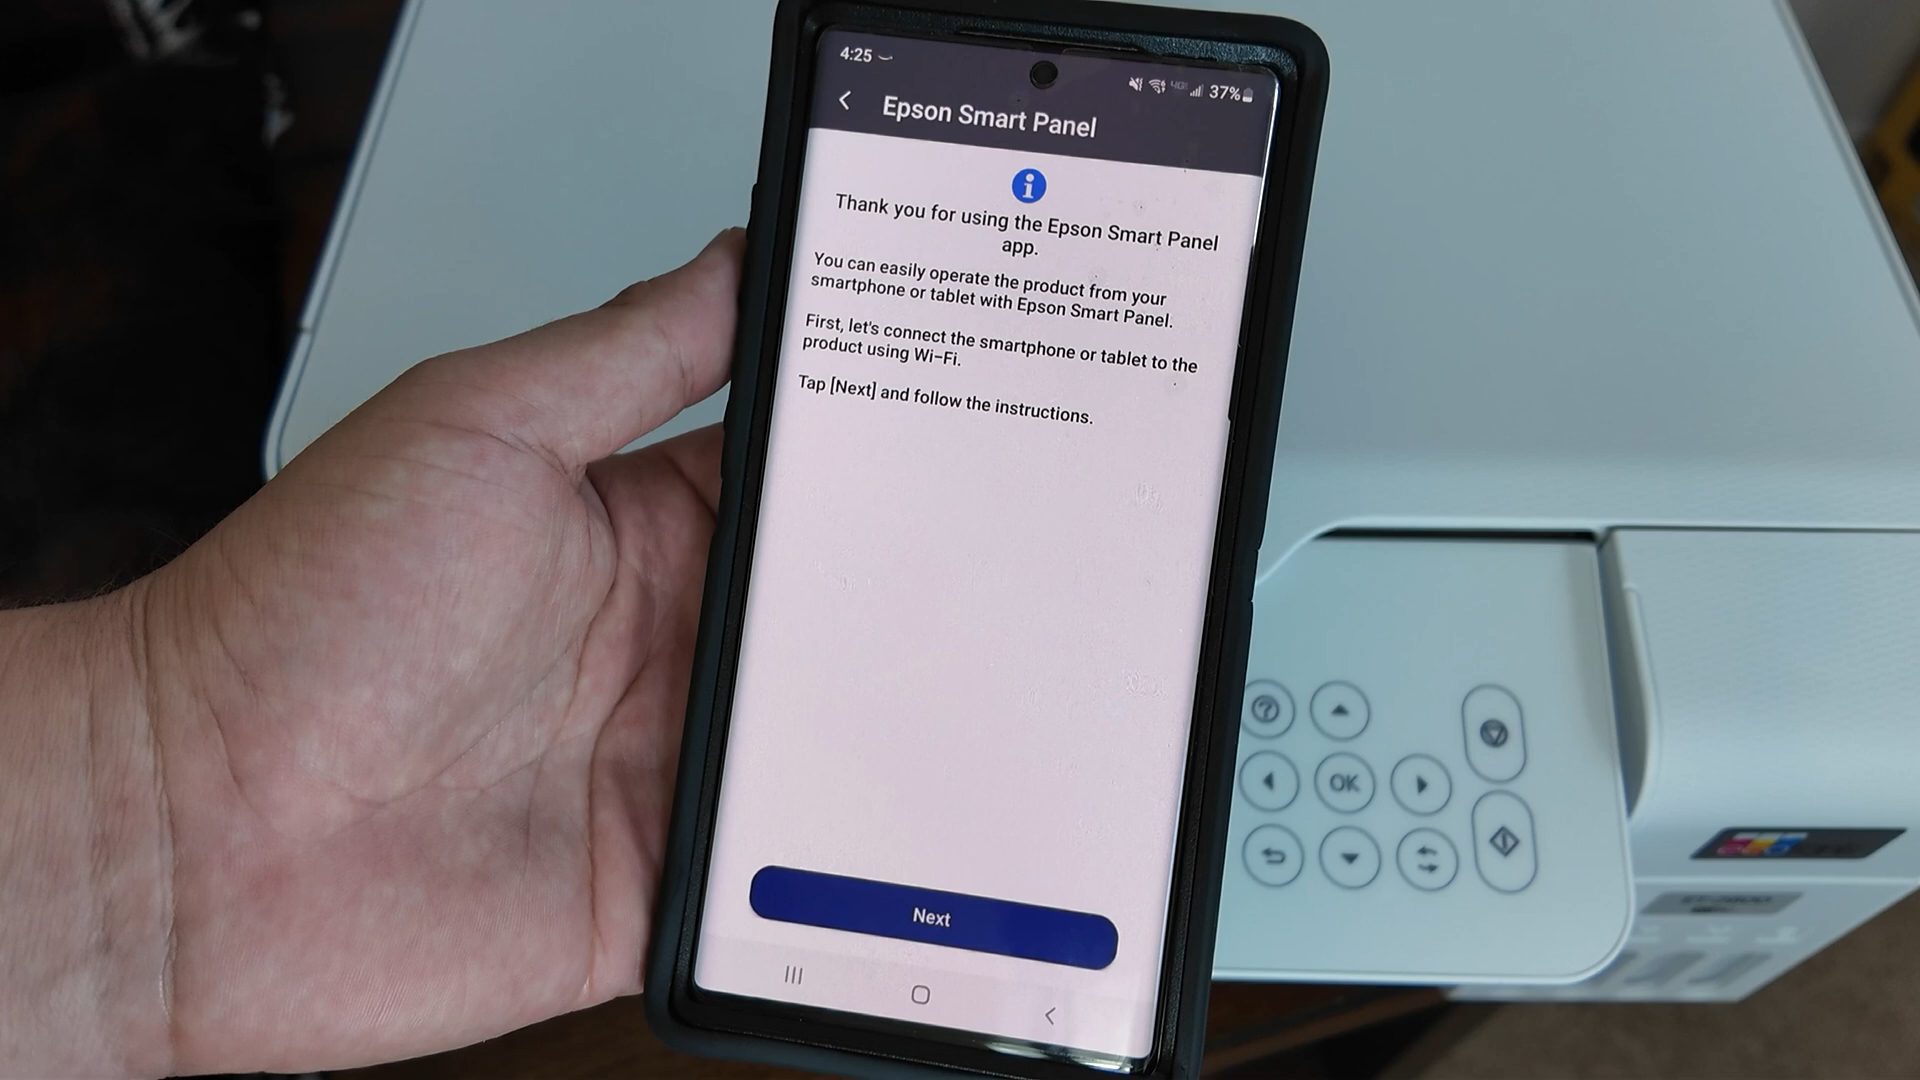 4:25
37%
Epson Smart Panel
Thank you for using the Epson Smart Panel
app.
You can easily operate the product from your
smartphone or tablet with Epson Smart Panel.
First, let's connect the smartphone or tablet to the
product using Wi-Fi.
Tap [Next] and follow the instructions.
Next
OK